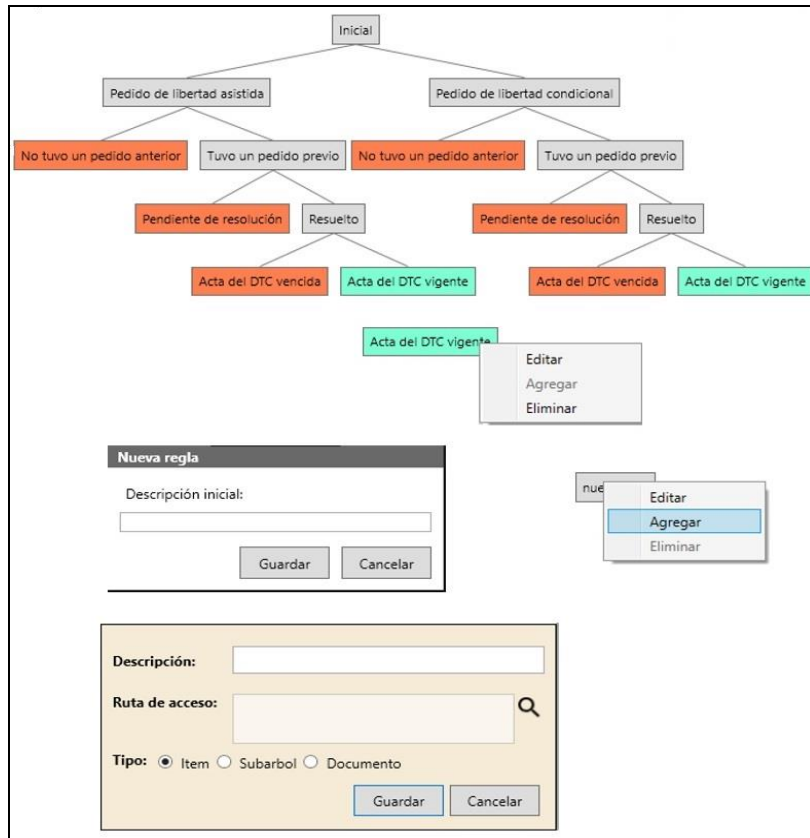 Inicial
Pedido de libertad asistida
Pedido de libertad condicional
No tuvo un pedido anterior
Tuvo un pedido previo
No tuvo un pedido anterior
Tuvo un pedido previo
Pendiente de resolución
Resuelto
Pendiente de resolución
Resuelto
Acta del DTC vencida
Acta del DTC vigente
Acta del DTC vencida
Acta del DTC vigente
Acta del DTC vigente
Editar
Agregar
Eliminar
Nueva regla
Descripción inicial:
Guardar
Cancelar
nue
Editar
Agregar
Eliminar
Descripción:
Ruta de acceso:
Tipo: Item Subarbol Documento
Guardar
Cancelar